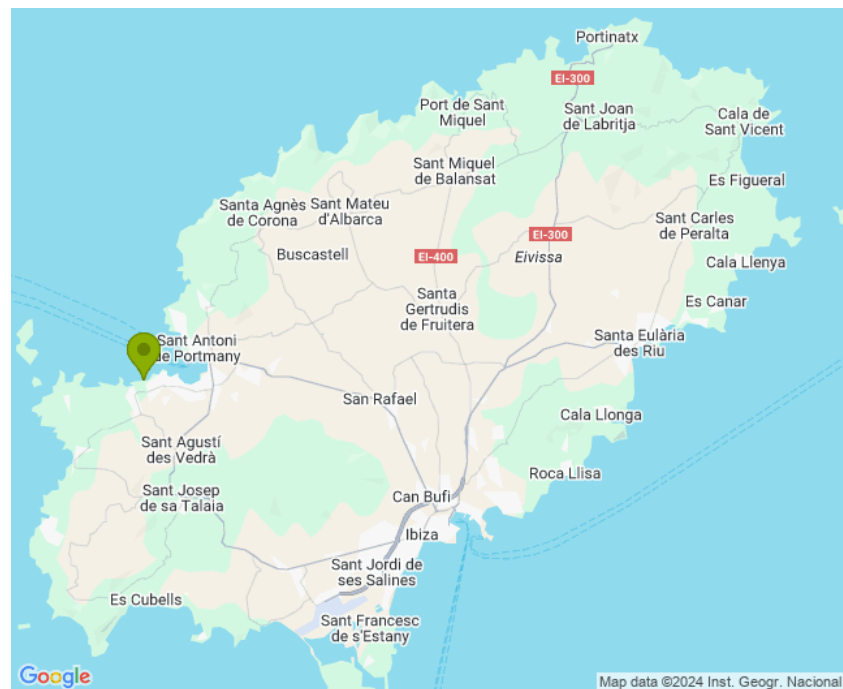 Portinatx
EI-300
Port de Sant
Miquel
Sant Joan
de Labritja
Cala de
Sant Vicent
Sant Miquel
de Balansat
Es Figueral
Santa Agnès
de Corona
Sant Mateu
d'Albarca
Sant Carles
de Peralta
EI-300
Buscastell
EI-400
Eivissa
Cala Llenya
Santa
Gertrudis
de Fruitera
Es Canar
Sant Antoni
de Portmany
Santa Eulària
des Riu
San Rafael
Cala Llonga
Sant Agustí
des Vedrà
Roca Llisa
Sant Josep
de sa Talaia
Can Bufi
Ibiza
Sant Jordi de
ses Salines
Es Cubells
Sant Francesc
de s'Estany
Google
Map data ©2024 Inst. Geogr. Nacional